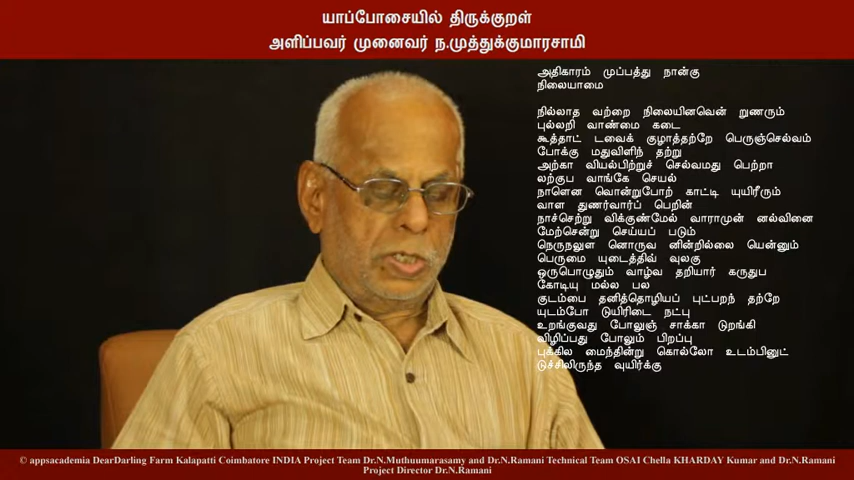 யாப்போசையில் திருக்குறள்
அளிப்பவர் முனைவர் ந.முத்துக்குமாரசாமி
அதிகாரம் முப்பத்து நான்கு
நிலையாமை
நில்லாத வற்றை நிலையினவென் றுணரும்
புல்லறி வாண்மை கடை
கூத்தாட் டவைக் குழாத்தற்றே பெருஞ்செல்வம்
போக்கு மதுவிளிந் தற்று
அற்கா வியல்பிற்றுச் செல்வமது பெற்றா
லற்குப வாங்கே செயல்
நாளென வொன்றுபோற் காட்டி யுயிரீரும்
வாள துணர்வார்ப் பெறின்
நாச்செற்று விக்குண்மேல் வாராமுன் னல்வினை
மேற்சென்று செய்யப் படும்
நெருநலுள னொருவ னின்றில்லை யென்னும்
பெருமை யுடைத்திவ் வுலகு
ஒருபொழுதும் வாழ்வ தறியார் கருதுப
கோடியு மல்ல பல
குடம்பை தனித்தொழியப் புட்பறந் தற்றே
யுடம்போ டுயிரிடை நட்பு
உறங்குவது போலுஞ் சாக்கா டுறங்கி
விழிப்பது போலும் பிறப்பு
புக்கில மைந்தின்று கொல்லோ உடம்பினுட்
டுச்சிலிருந்த வுயிர்க்கு
© appsacademia DearDarling Farm Kalapatti Coimbatore INDIA Project Team Dr.N.Muthuumarasamy and Dr.N.Ramani Technical Team OSAI Chella KHARDAY Kumar and Dr.N.Ramani
Project Director Dr.N.Ramani